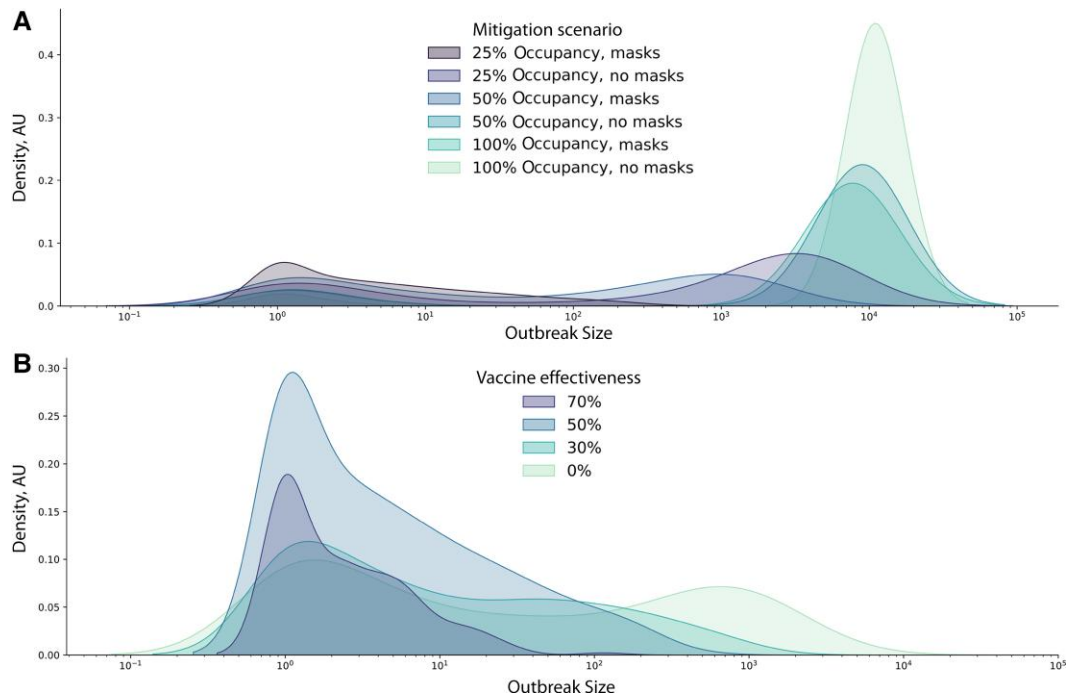 A
Mitigation scenario
25% Occupancy, masks
25% Occupancy, no masks
50% Occupancy, masks
50% Occupancy, no masks
100% Occupancy, masks
100% Occupancy, no masks
Density, AU
0.4
0.3
0.2
0.1
0.0
10⁻¹ 10⁰ 10¹ 10² 10³ 10⁴ 10⁵
Outbreak Size
B
Vaccine effectiveness
70%
50%
30%
0%
Density, AU
0.30
0.25
0.20
0.15
0.10
0.05
0.00
10⁻¹ 10⁰ 10¹ 10² 10³ 10⁴ 10⁵
Outbreak Size